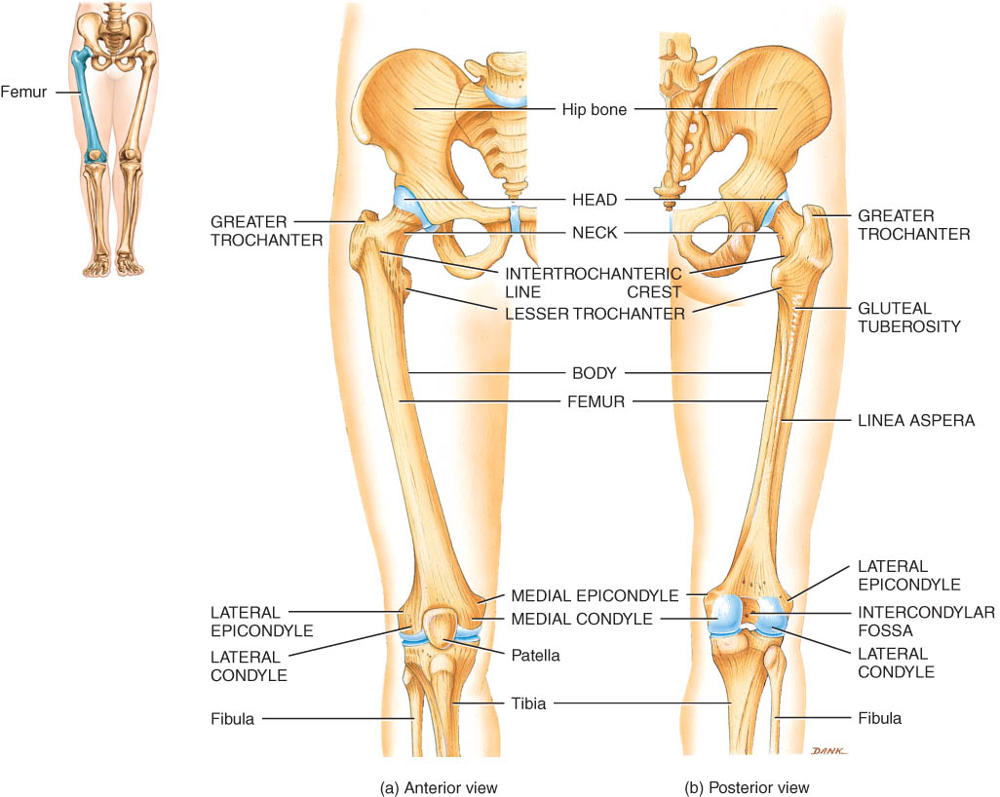 Femur
Hip bone
HEAD
GREATER
TROCHANTER
NECK
GREATER
TROCHANTER
INTERTROCHANTERIC
LINE CREST
LESSER TROCHANTER
GLUTEAL
TUBEROSITY
BODY
FEMUR
LINEA ASPERA
LATERAL
EPICONDYLE
MEDIAL EPICONDYLE
LATERAL
EPICONDYLE
MEDIAL CONDYLE
INTERCONDYLAR
FOSSA
LATERAL
CONDYLE
Patella
LATERAL
CONDYLE
Tibia
Fibula
Fibula
DANK
(a) Anterior view
(b) Posterior view